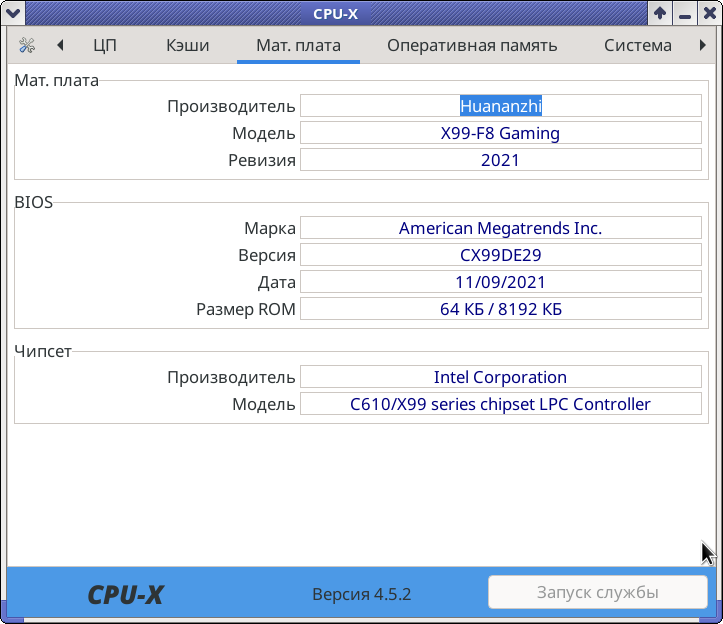 CPU-X
ЦП Кэши Мат. плата Оперативная память Система
Мат. плата
Производитель Huananzhi
Модель X99-F8 Gaming
Ревизия 2021
BIOS
Марка American Megatrends Inc.
Версия CX99DE29
Дата 11/09/2021
Размер ROM 64 КБ / 8192 КБ
Чипсет
Производитель Intel Corporation
Модель C610/X99 series chipset LPC Controller
CPU-X Версия 4.5.2 Запуск службы